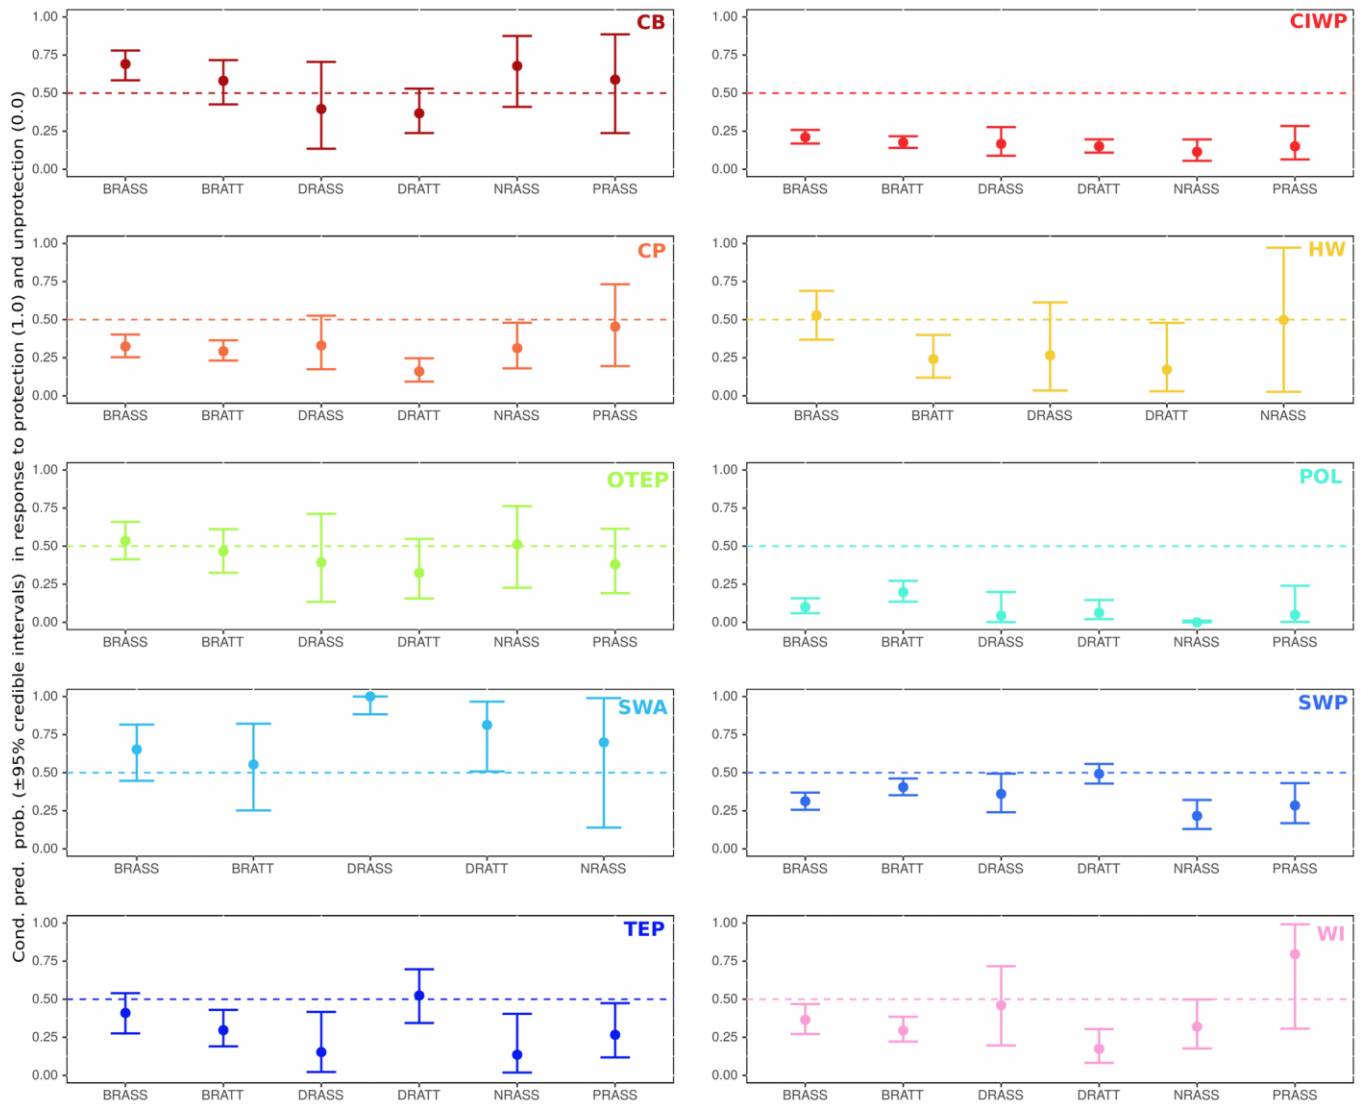 Cond. pred. prob. (±95% credible intervals) in response to protection (1.0) and unprotection (0.0)
CB
1.00
0.75
0.50
0.25
0.00
BRASS BRATT DRASS DRATT NRASS PRASS
CIWP
1.00
0.75
0.50
0.25
0.00
BRASS BRATT DRASS DRATT NRASS PRASS
CP
1.00
0.75
0.50
0.25
0.00
BRASS BRATT DRASS DRATT NRASS PRASS
HW
1.00
0.75
0.50
0.25
0.00
BRASS BRATT DRASS DRATT NRASS
OTEP
1.00
0.75
0.50
0.25
0.00
BRASS BRATT DRASS DRATT NRASS PRASS
POL
1.00
0.75
0.50
0.25
0.00
BRASS BRATT DRASS DRATT NRASS PRASS
SWA
1.00
0.75
0.50
0.25
0.00
BRASS BRATT DRASS DRATT NRASS
SWP
1.00
0.75
0.50
0.25
0.00
BRASS BRATT DRASS DRATT NRASS PRASS
TEP
1.00
0.75
0.50
0.25
0.00
BRASS BRATT DRASS DRATT NRASS PRASS
WI
1.00
0.75
0.50
0.25
0.00
BRASS BRATT DRASS DRATT NRASS PRASS